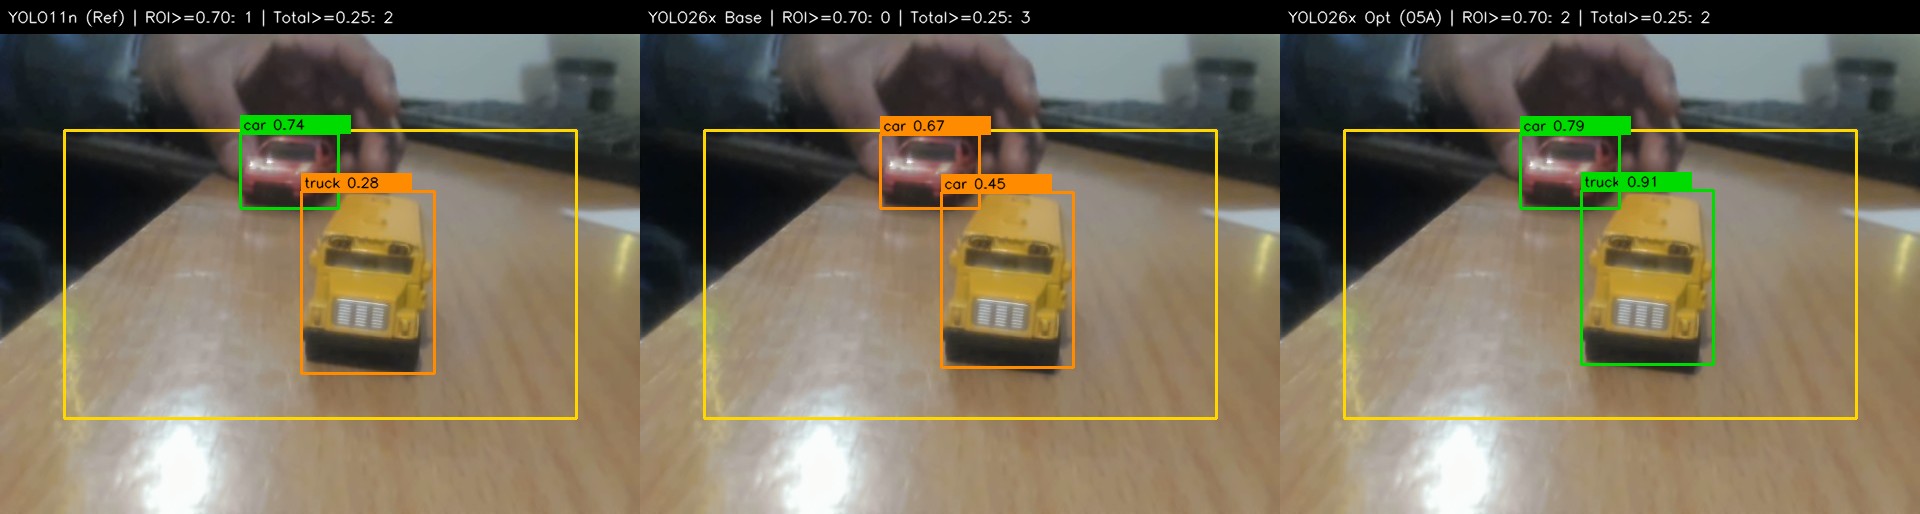 YOLO11n (Ref) | ROI>=0.70: 1 | Total>=0.25: 2
car 0.74
truck 0.28
YOLO26x Base | ROI>=0.70: 0 | Total>=0.25: 3
car 0.67
car 0.45
YOLO26x Opt (05A) | ROI>=0.70: 2 | Total>=0.25: 2
car 0.79
truck 0.91